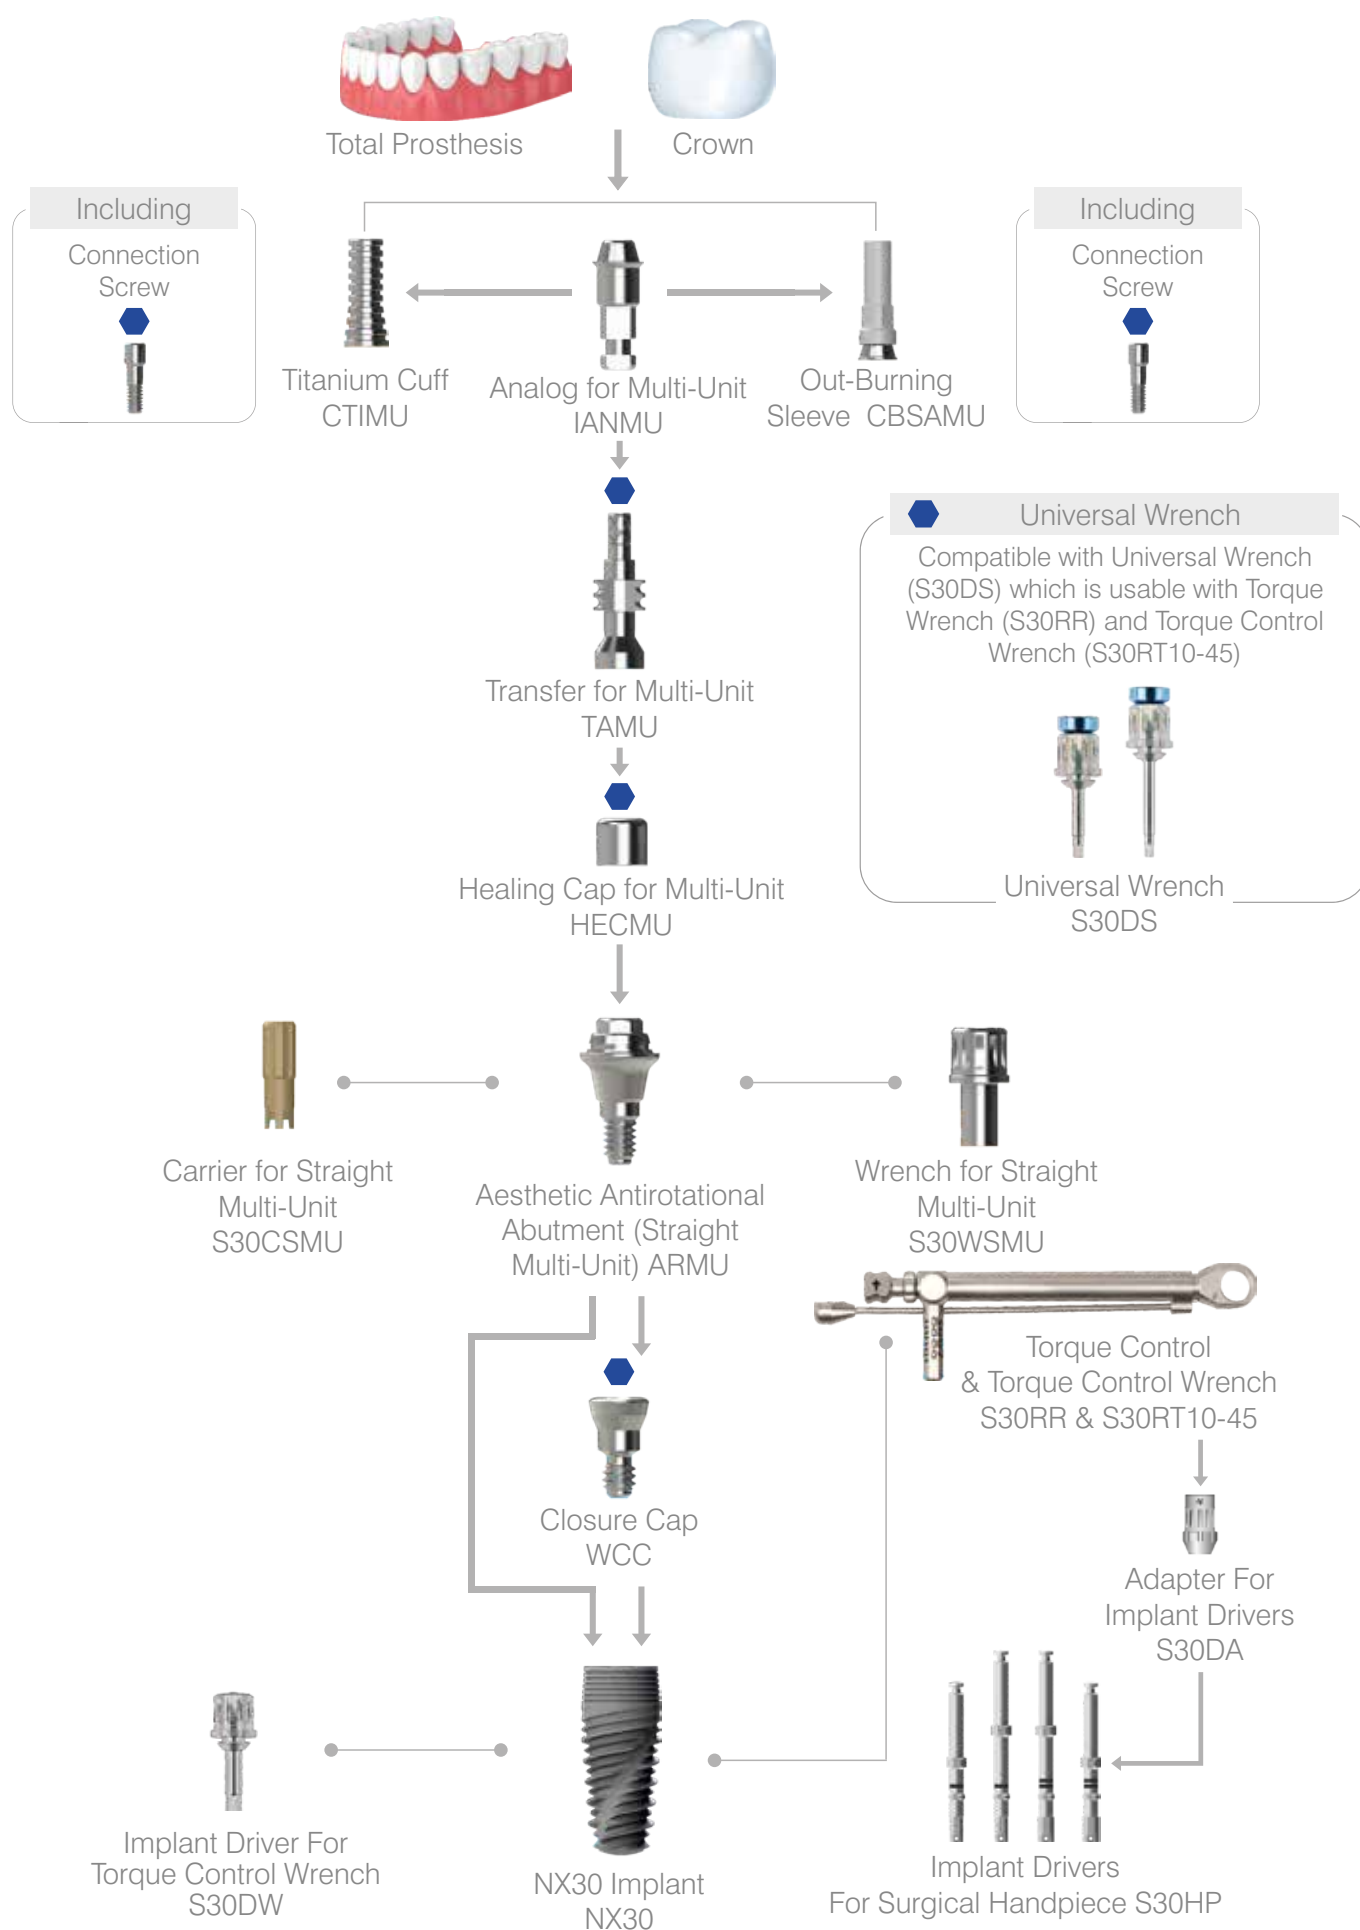 Total Prosthesis
Crown
Including
Connection
Screw
Including
Connection
Screw
Titanium Cuff
CTIMU
Analog for Multi-Unit
IANMU
Out-Burning
Sleeve CBSAMU
Universal Wrench
Compatible with Universal Wrench
(S30DS) which is usable with Torque
Wrench (S30RR) and Torque Control
Wrench (S30RT10-45)
Universal Wrench
S30DS
Transfer for Multi-Unit
TAMU
Healing Cap for Multi-Unit
HECMU
Carrier for Straight
Multi-Unit
S30CSMU
Aesthetic Antirotational
Abutment (Straight
Multi-Unit) ARMU
Wrench for Straight
Multi-Unit
S30WSMU
Torque Control
& Torque Control Wrench
S30RR & S30RT10-45
Closure Cap
WCC
Adapter For
Implant Drivers
S30DA
Implant Driver For
Torque Control Wrench
S30DW
NX30 Implant
NX30
Implant Drivers
For Surgical Handpiece S30HP